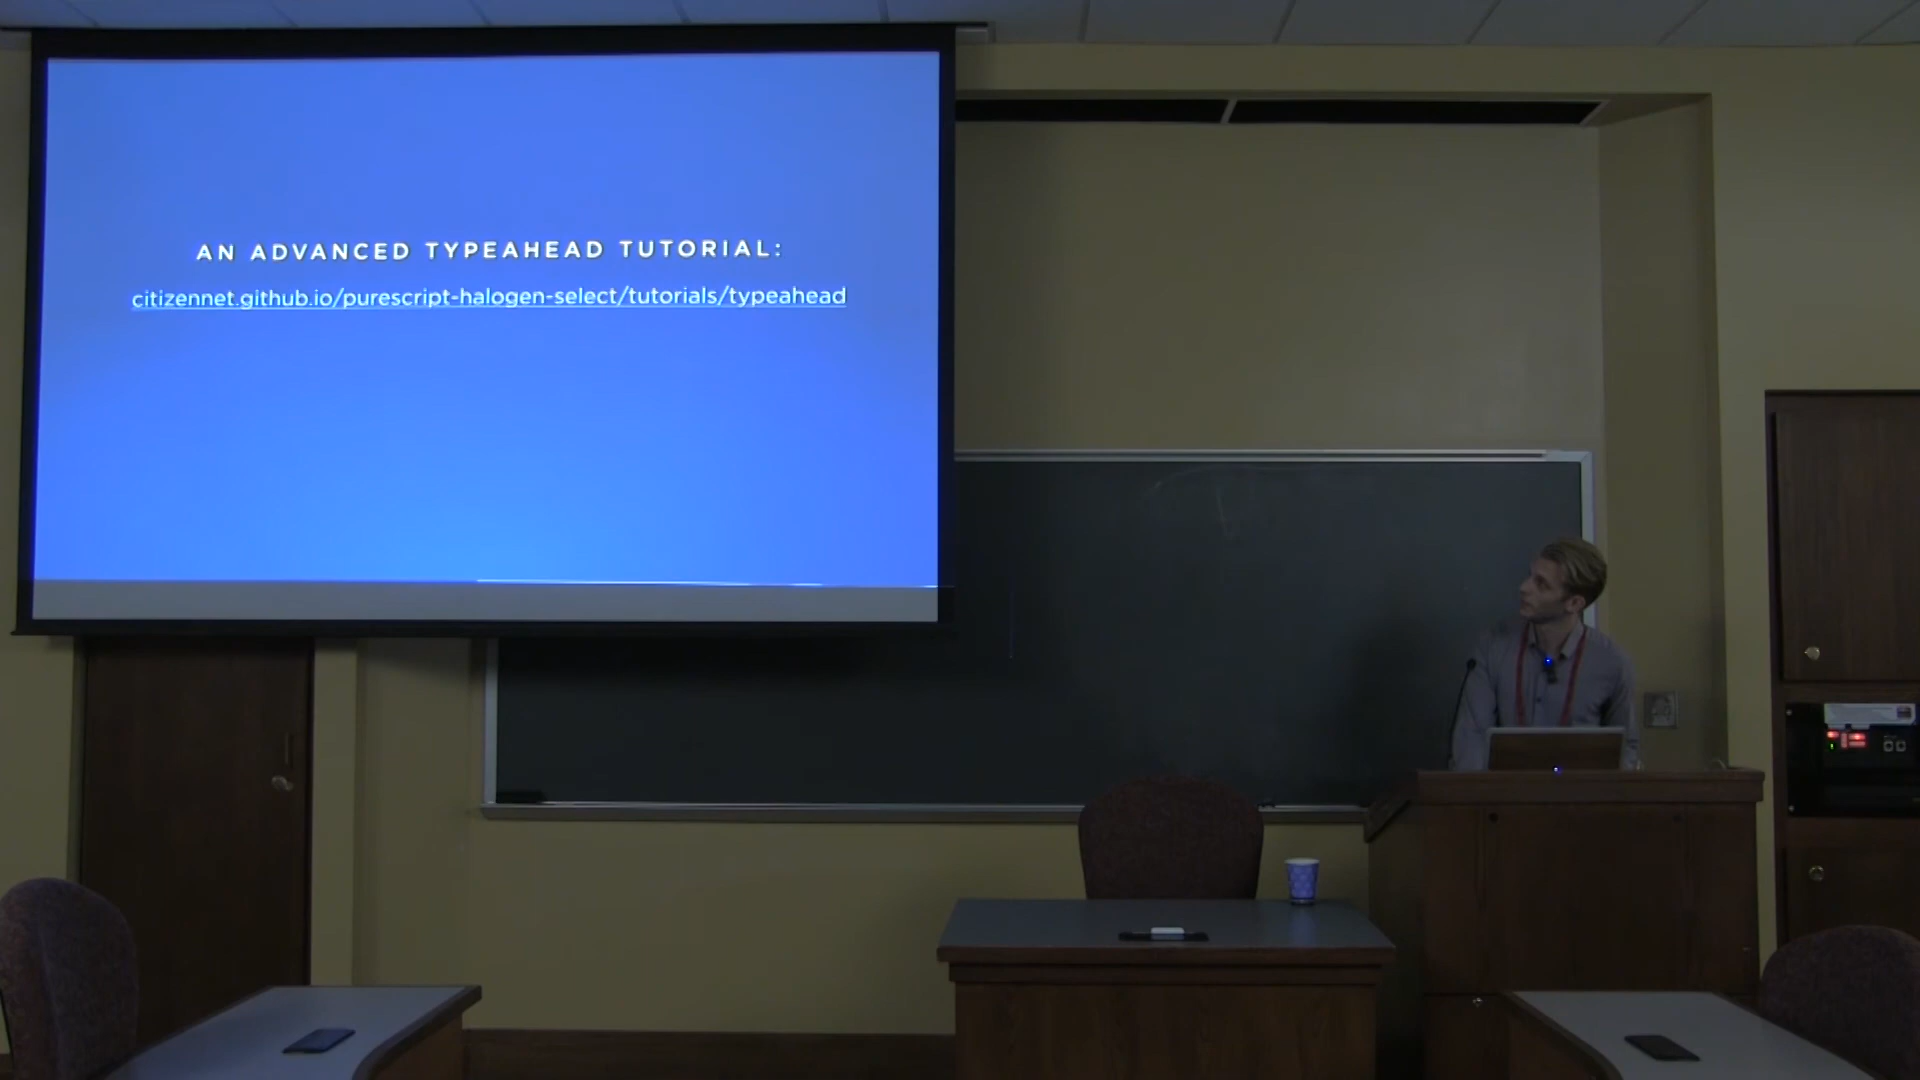 AN ADVANCED TYPEAHEAD TUTORIAL:
citizennet.github.io/purescript-halogen-select/tutorials/typeahead